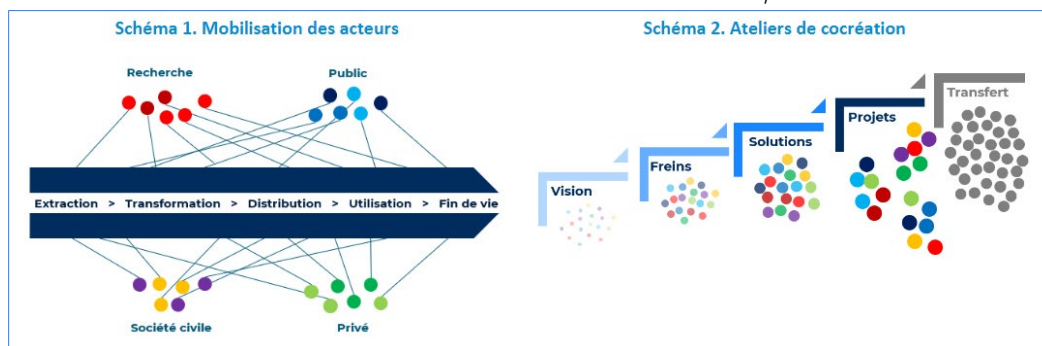 Schéma 1. Mobilisation des acteurs
Recherche
Public
Extraction > Transformation > Distribution > Utilisation > Fin de vie
Société civile
Privé
Schéma 2. Ateliers de cocréation
Vision
Freins
Solutions
Projets
Transfert